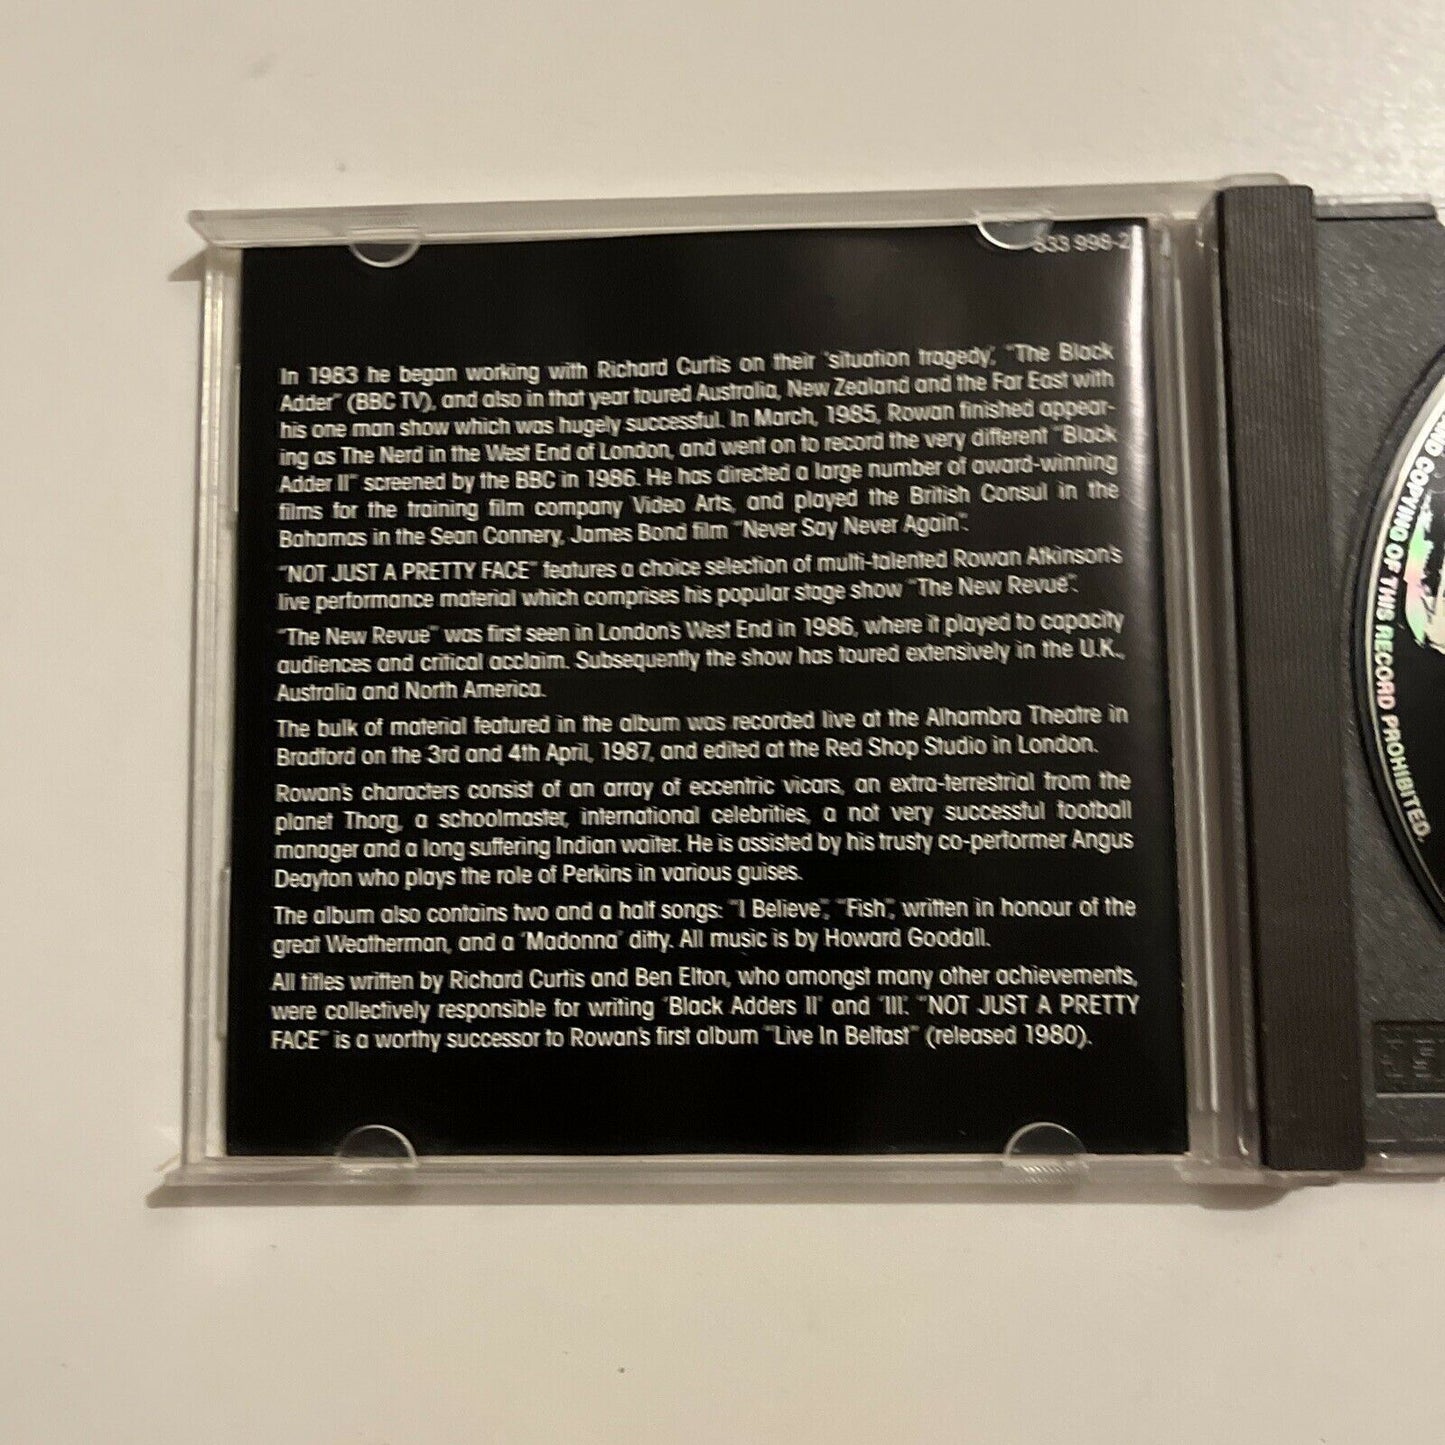 833 998-2
In 1983 he began working with Richard Curtis on their 'situation tragedy', "The Black
Adder" (BBC TV), and also in that year toured Australia, New Zealand and the Far East with
his one man show which was hugely successful. In March, 1985, Rowan finished appear-
ing as The Nerd in the West End of London, and went on to record the very different "Black
Adder II" screened by the BBC in 1986. He has directed a large number of award-winning
films for the training film company Video Arts, and played the British Consul in the
Bahamas in the Sean Connery, James Bond film "Never Say Never Again".
"NOT JUST A PRETTY FACE" features a choice selection of multi-talented Rowan Atkinson's
live performance material which comprises his popular stage show "The New Revue".
"The New Revue" was first seen in London's West End in 1986, where it played to capacity
audiences and critical acclaim. Subsequently the show has toured extensively in the U.K.,
Australia and North America.
The bulk of material featured in the album was recorded live at the Alhambra Theatre in
Bradford on the 3rd and 4th April, 1987, and edited at the Red Shop Studio in London.
Rowan's characters consist of an array of eccentric vicars, an extra-terrestrial from the
planet Thorg, a schoolmaster, international celebrities, a not very successful football
manager and a long suffering Indian waiter. He is assisted by his trusty co-performer Angus
Deayton who plays the role of Perkins in various guises.
The album also contains two and a half songs: "I Believe", "Fish", written in honour of the
great Weatherman, and a 'Madonna' ditty. All music is by Howard Goodall.
All titles written by Richard Curtis and Ben Elton, who amongst many other achievements,
were collectively responsible for writing 'Black Adders II' and 'III'. "NOT JUST A PRETTY
FACE" is a worthy successor to Rowan's first album "Live In Belfast" (released 1980).
COPYING OF THIS RECORD PROHIBITED.